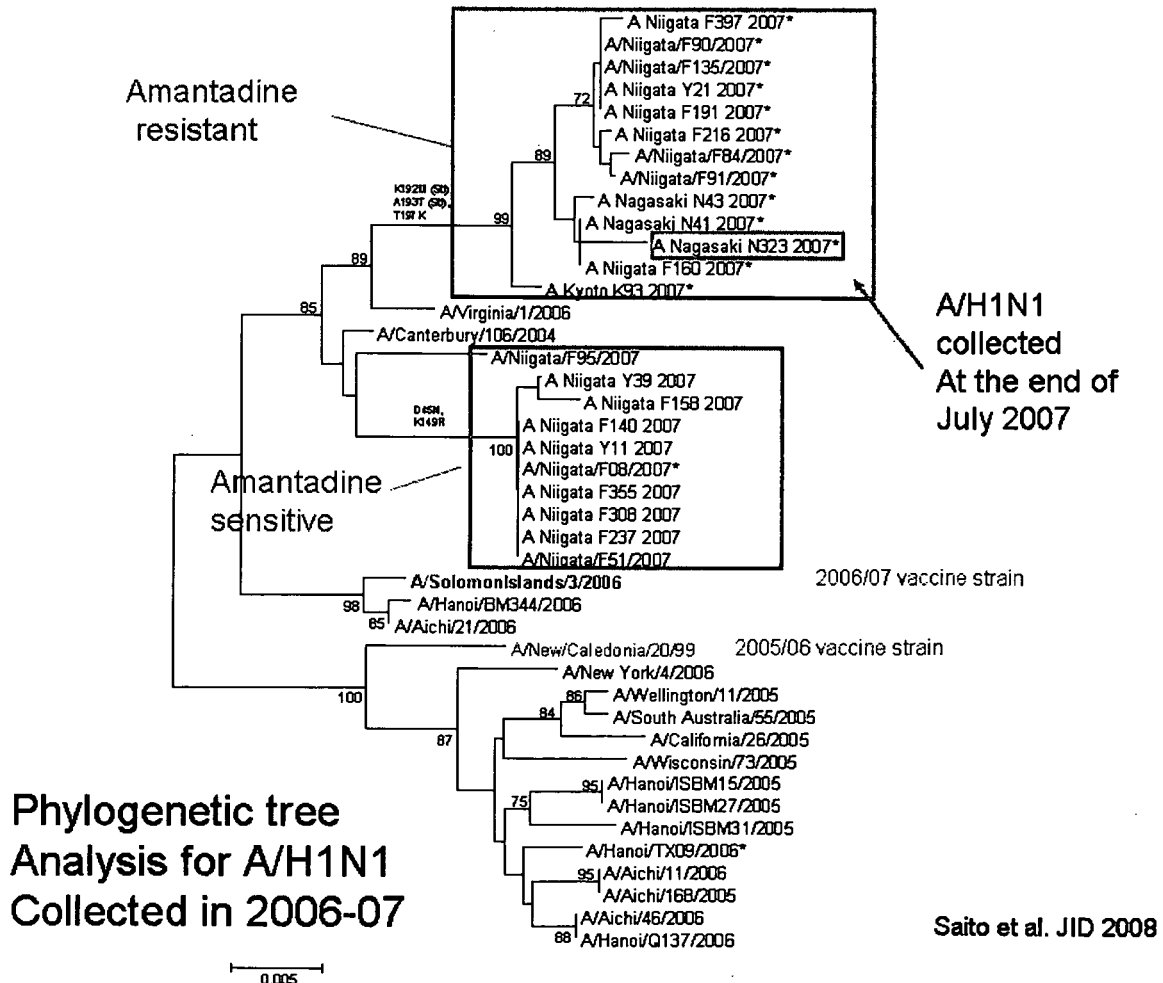 A Niigata F397 2007*
A/Niigata/F90/2007*
A/Niigata/F135/2007*
A Niigata Y21 2007*
A Niigata F191 2007*
A Niigata F216 2007*
A/Niigata/F84/2007*
A/Niigata/F91/2007*
A Nagasaki N43 2007*
A Nagasaki N41 2007*
A Nagasaki N323 2007*
A Niigata F160 2007*
A Kyoto K93 2007*
72
89
99
Amantadine
resistant
A193T
T197 K
89
85
A/Virginia/1/2006
A/Canterbury/106/2004
A/H1N1
collected
At the end of
July 2007
A/Niigata/F95/2007
A Niigata Y39 2007
A Niigata F158 2007
A Niigata F140 2007
A Niigata Y11 2007
A/Niigata/F08/2007*
A Niigata F355 2007
A Niigata F308 2007
A Niigata F237 2007
A/Niigata/F51/2007
K149R
100
Amantadine
sensitive
A/SolomonIslands/3/2006
2006/07 vaccine strain
A/Hanoi/BM344/2006
A/Aichi/21/2006
98
85
A/New/Caledonia/20/99
2005/06 vaccine strain
A/New York/4/2006
100
86
A/Wellington/11/2005
A/South Australia/55/2005
84
87
A/California/26/2005
A/Wisconsin/73/2005
95
A/Hanoi/ISBM15/2005
A/Hanoi/ISBM27/2005
75
A/Hanoi/ISBM31/2005
A/Hanoi/TX09/2006*
95
A/Aichi/11/2006
A/Aichi/168/2005
A/Aichi/46/2006
A/Hanoi/Q137/2006
88
Phylogenetic tree
Analysis for A/H1N1
Collected in 2006-07
Saito et al. JID 2008
0.005